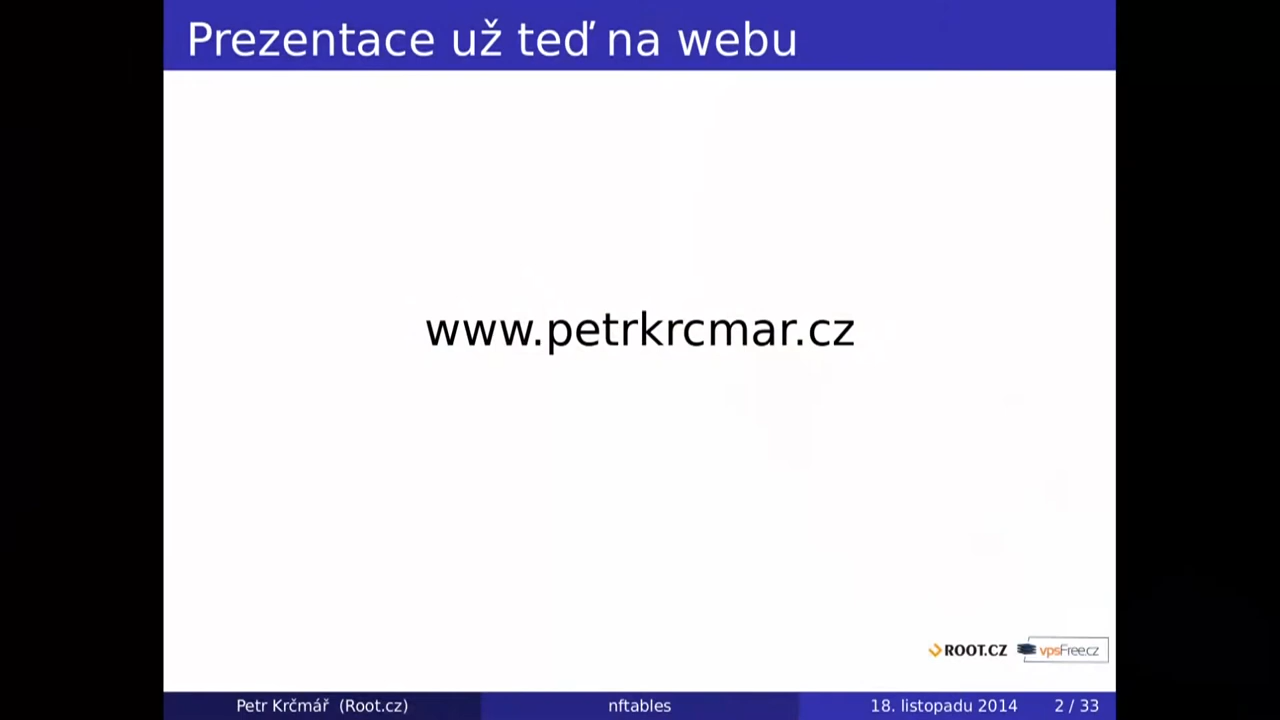 Prezentace už teď na webu
www.petrkrcmar.cz
ROOT.CZ vpsFree.cz
Petr Krčmář (Root.cz) nftables 18. listopadu 2014 2 / 33